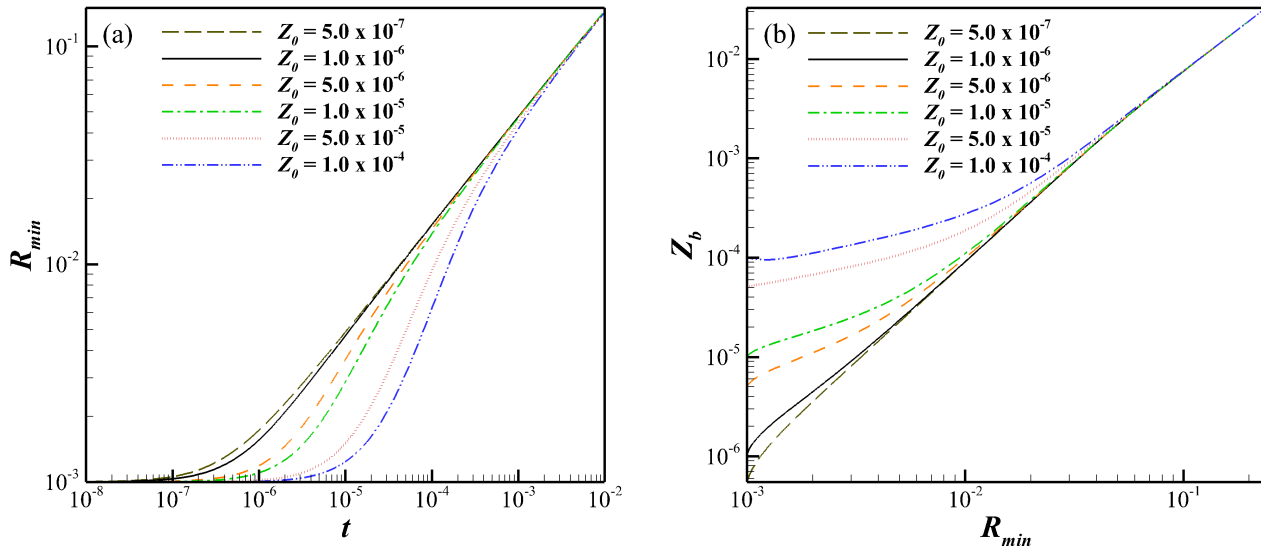 (a)
Z₀ = 5.0 x 10⁻⁷
Z₀ = 1.0 x 10⁻⁶
Z₀ = 5.0 x 10⁻⁶
Z₀ = 1.0 x 10⁻⁵
Z₀ = 5.0 x 10⁻⁵
Z₀ = 1.0 x 10⁻⁴
10⁻¹
10⁻²
10⁻³
R_min
10⁻⁸
10⁻⁷
10⁻⁶
10⁻⁵
10⁻⁴
10⁻³
10⁻²
t
(b)
Z₀ = 5.0 x 10⁻⁷
Z₀ = 1.0 x 10⁻⁶
Z₀ = 5.0 x 10⁻⁶
Z₀ = 1.0 x 10⁻⁵
Z₀ = 5.0 x 10⁻⁵
Z₀ = 1.0 x 10⁻⁴
10⁻²
10⁻³
10⁻⁴
10⁻⁵
10⁻⁶
Z_b
10⁻³
10⁻²
10⁻¹
R_min